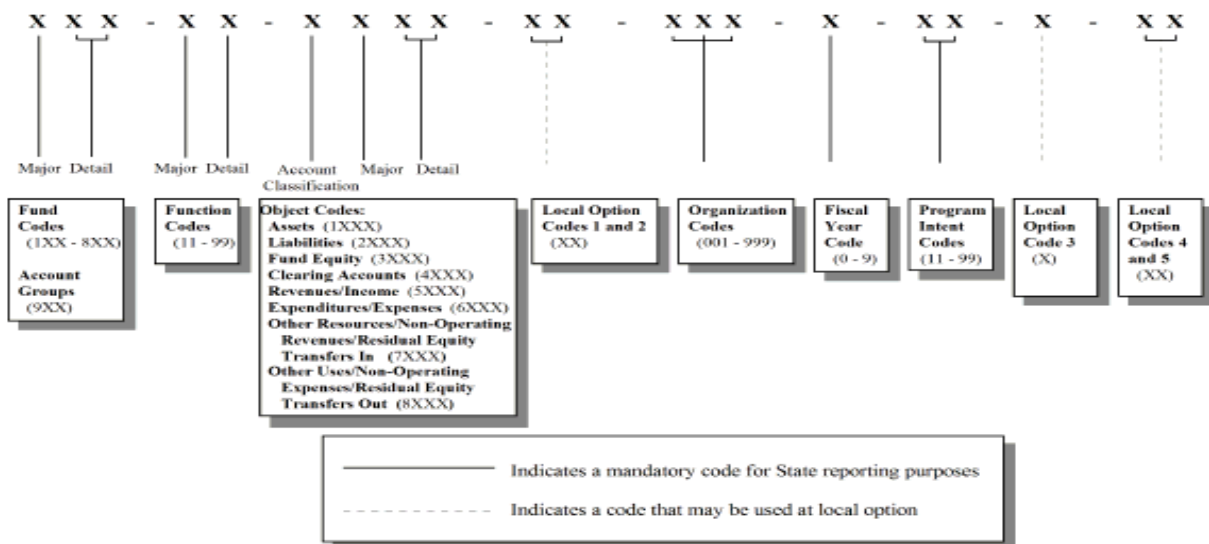 X X X - X X - X X X X - X X - X X X - X - X X - X - X X
Major Detail Major Detail Account Classification Major Detail
Fund
Codes
(1XX - 8XX)
Account
Groups
(9XX)
Function
Codes
(11 - 99)
Object Codes:
Assets (1XXX)
Liabilities (2XXX)
Fund Equity (3XXX)
Clearing Accounts (4XXX)
Revenues/Income (5XXX)
Expenditures/Expenses (6XXX)
Other Resources/Non-Operating
Revenues/Residual Equity
Transfers In (7XXX)
Other Uses/Non-Operating
Expenses/Residual Equity
Transfers Out (8XXX)
Local Option
Codes 1 and 2
(XX)
Organization
Codes
(001 - 999)
Fiscal
Year
Code
(0 - 9)
Program
Intent
Codes
(11 - 99)
Local
Option
Code 3
(X)
Local
Option
Codes 4
and 5
(XX)
Indicates a mandatory code for State reporting purposes
Indicates a code that may be used at local option